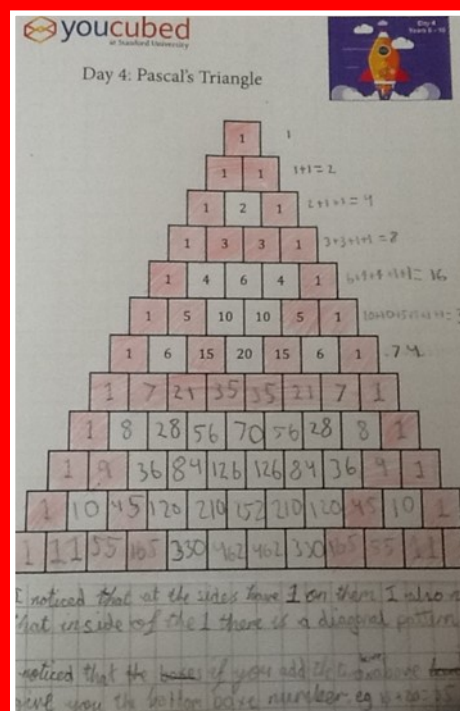 youcubed
at Stanford University
Day 4
Years 5 - 10
Day 4: Pascal's Triangle
1 1
1 1 1+1=2
1 2 1 2+1+1=4
1 3 3 1 3+3+1+1=8
1 4 6 4 1 6+4+4+1+1=16
1 5 10 10 5 1
1 6 15 20 15 6 1
1 7 21 35 35 21 7 1
1 8 28 56 70 56 28 8 1
1 9 36 84 126 126 84 36 9 1
1 10 45 120 210 252 210 120 45 10 1
1 11 55 165 330 462 462 330 165 55 11
I noticed that at the sides have 1 on them I also
that inside of the 1 there is a diagnal pattern
noticed that the if you add the above
give you the bottom box number. eg